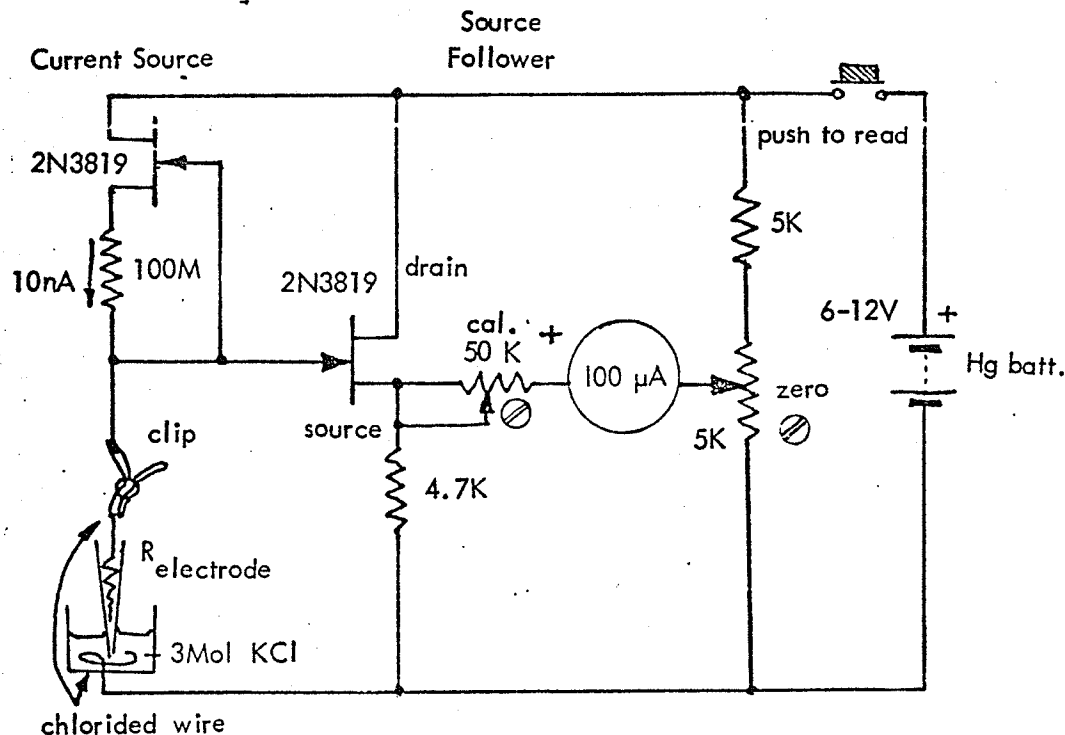 Source
Follower
Current Source
push to read
2N3819
5K
10nA
100M
2N3819
drain
6-12V
+
cal.
+
50 K
100 µA
Hg batt.
zero
clip
source
5K
4.7K
R electrode
3Mol KCl
chlorided wire